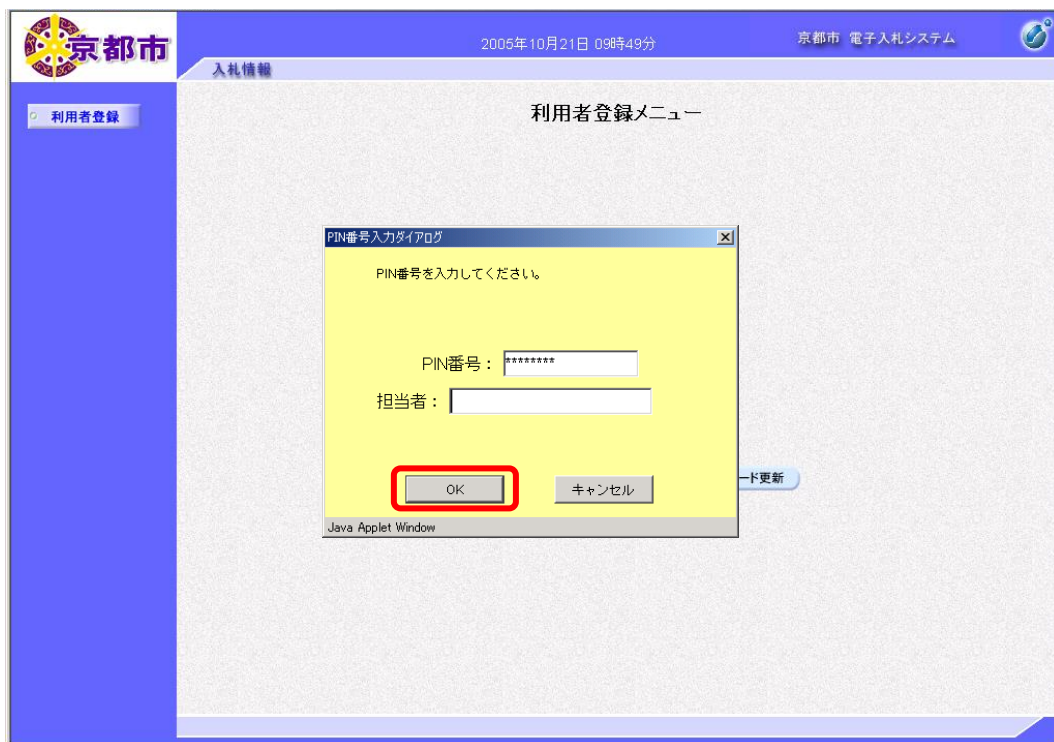 京都市
2005年10月21日 09時49分
京都市 電子入札システム
入札情報
利用者登録
利用者登録メニュー
PIN番号入力ダイアログ
PIN番号を入力してください。
PIN番号： ********
担当者：
OK
キャンセル
ード更新
Java Applet Window